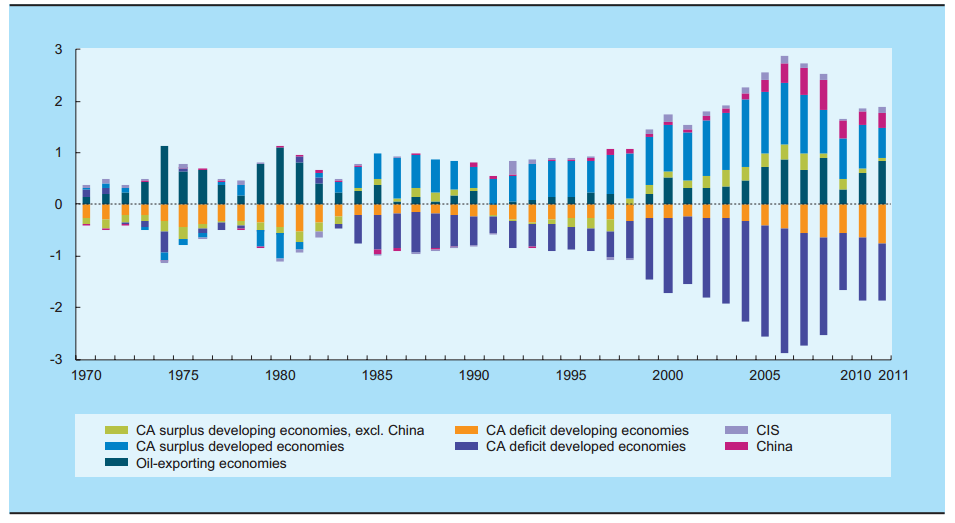 3
2
1
0
-1
-2
-3
1970 1975 1980 1985 1990 1995 2000 2005 2010 2011
CA surplus developing economies, excl. China CA deficit developing economies CIS
CA surplus developed economies CA deficit developed economies China
Oil-exporting economies